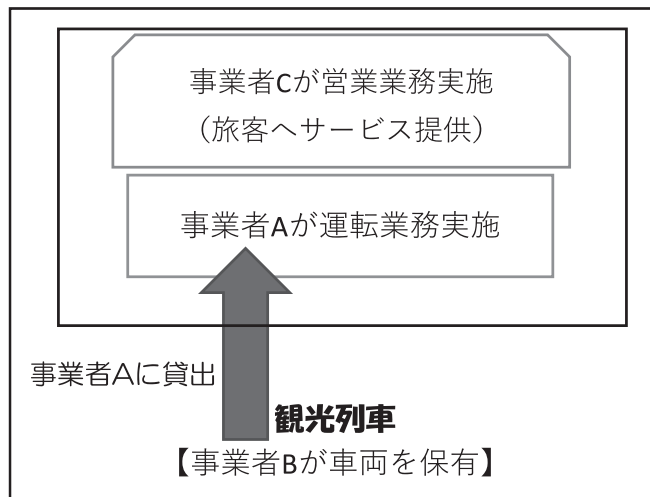 事業者Cが営業業務実施
（旅客へサービス提供）
事業者Aが運転業務実施
事業者Aに貸出
観光列車
【事業者Bが車両を保有】